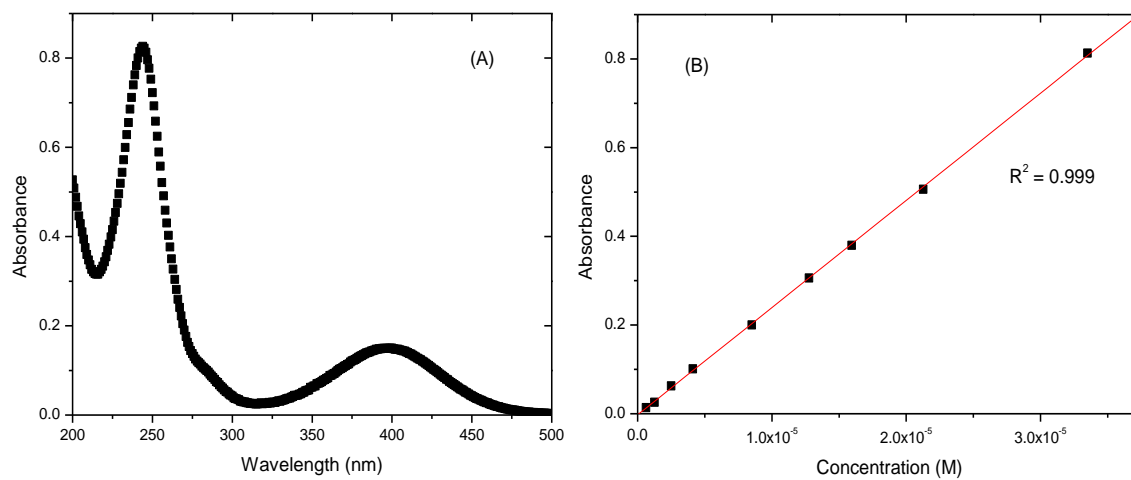 (A)
Absorbance
0.8
0.6
0.4
0.2
0.0
200 250 300 350 400 450 500
Wavelength (nm)
(B)
R² = 0.999
Absorbance
0.8
0.6
0.4
0.2
0.0
0.0 1.0x10⁻⁵ 2.0x10⁻⁵ 3.0x10⁻⁵
Concentration (M)